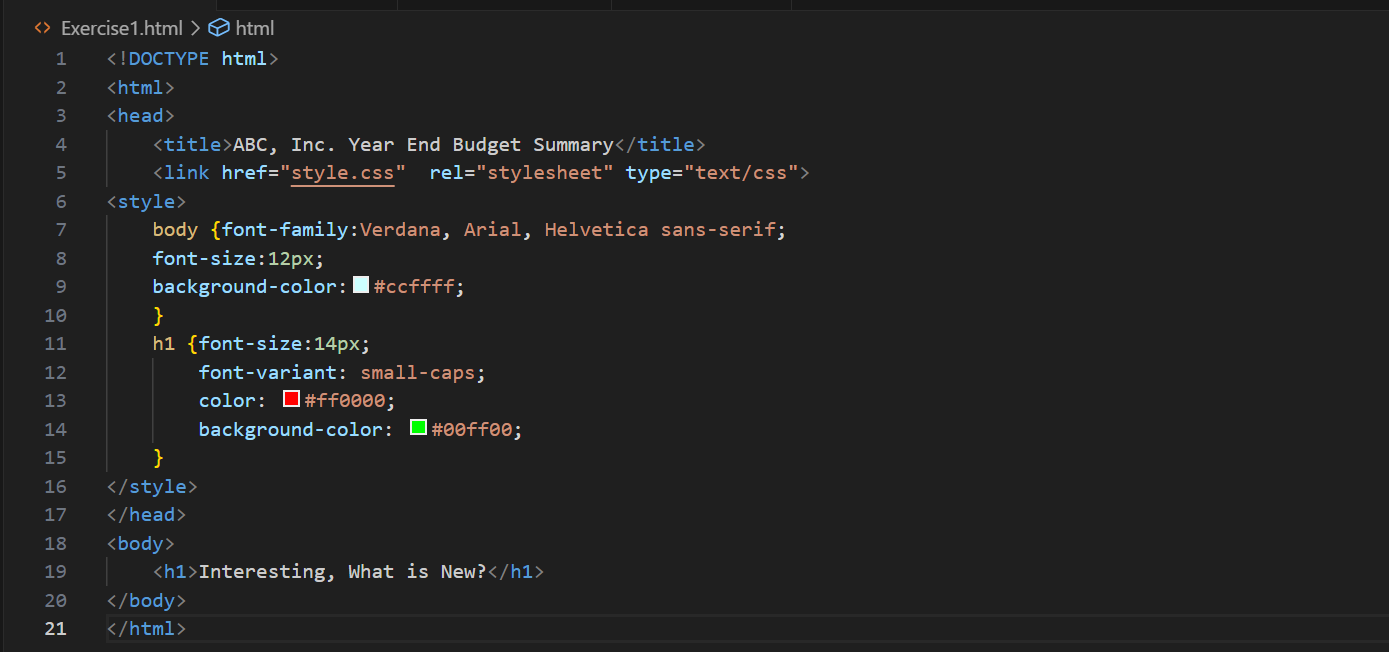 Exercise1.html > html
1 <!DOCTYPE html>
2 <html>
3 <head>
4     <title>ABC, Inc. Year End Budget Summary</title>
5     <link href="style.css"  rel="stylesheet" type="text/css">
6 <style>
7     body {font-family:Verdana, Arial, Helvetica sans-serif;
8     font-size:12px;
9     background-color:#ccffff;
10     }
11     h1 {font-size:14px;
12         font-variant: small-caps;
13         color: #ff0000;
14         background-color: #00ff00;
15     }
16 </style>
17 </head>
18 <body>
19     <h1>Interesting, What is New?</h1>
20 </body>
21 </html>